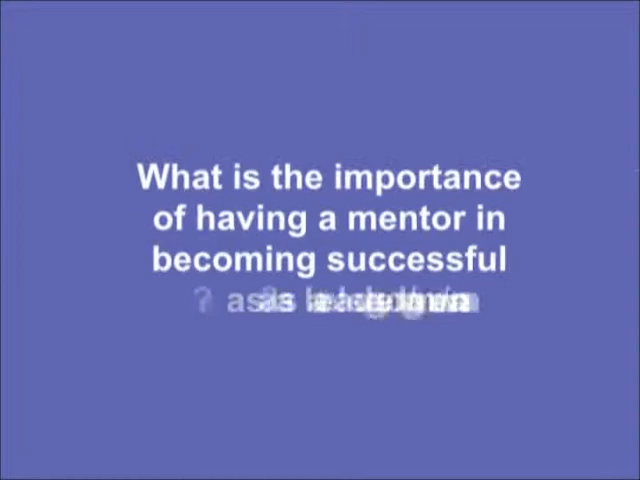 What is the importance
of having a mentor in
becoming successful